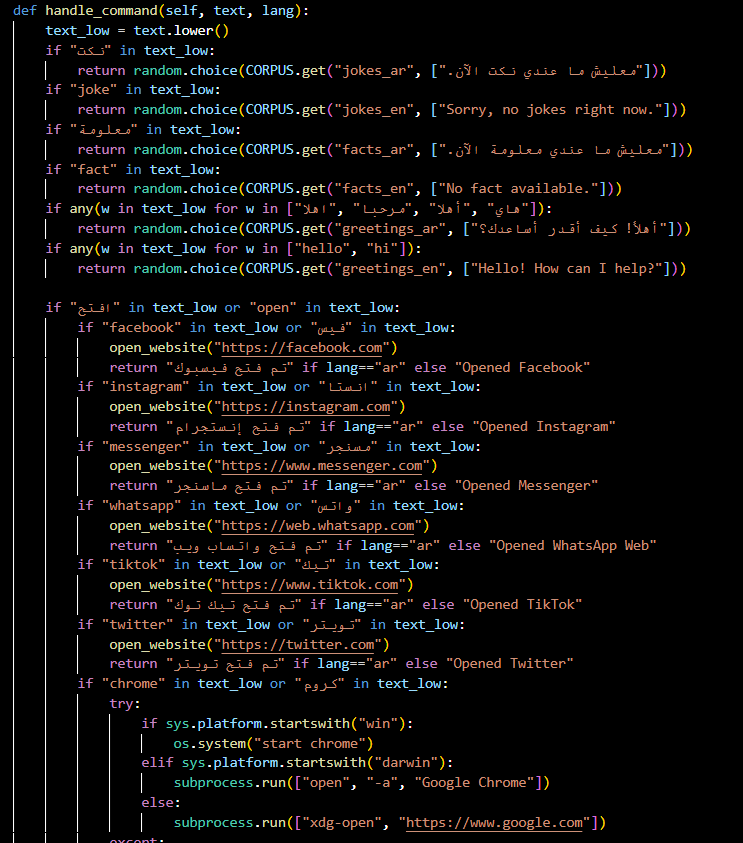 def handle_command(self, text, lang):
text_low = text.lower()
if "نكت" in text_low:
return random.choice(CORPUS.get("jokes_ar", ["معليش ما عندي نكت الآن."]))
if "joke" in text_low:
return random.choice(CORPUS.get("jokes_en", ["Sorry, no jokes right now."]))
if "معلومة" in text_low:
return random.choice(CORPUS.get("facts_ar", ["معليش ما عندي معلومة الآن."]))
if "fact" in text_low:
return random.choice(CORPUS.get("facts_en", ["No fact available."]))
if any(w in text_low for w in ["اهلا", "مرحبا", "أهلا", "هاي"]):
return random.choice(CORPUS.get("greetings_ar", ["أهلاً! كيف أقدر أساعدك؟"]))
if any(w in text_low for w in ["hello", "hi"]):
return random.choice(CORPUS.get("greetings_en", ["Hello! How can I help?"]))
if "افتح" in text_low or "open" in text_low:
if "facebook" in text_low or "فيس" in text_low:
open_website("https://facebook.com")
return "تم فتح فيسبوك" if lang=="ar" else "Opened Facebook"
if "instagram" in text_low or "انستا" in text_low:
open_website("https://instagram.com")
return "تم فتح إنستجرام" if lang=="ar" else "Opened Instagram"
if "messenger" in text_low or "مسنجر" in text_low:
open_website("https://www.messenger.com")
return "تم فتح ماسنجر" if lang=="ar" else "Opened Messenger"
if "whatsapp" in text_low or "واتس" in text_low:
open_website("https://web.whatsapp.com")
return "تم فتح واتساب ويب" if lang=="ar" else "Opened WhatsApp Web"
if "tiktok" in text_low or "تيك" in text_low:
open_website("https://www.tiktok.com")
return "تم فتح تيك توك" if lang=="ar" else "Opened TikTok"
if "twitter" in text_low or "تويتر" in text_low:
open_website("https://twitter.com")
return "تم فتح تويتر" if lang=="ar" else "Opened Twitter"
if "chrome" in text_low or "كروم" in text_low:
try:
if sys.platform.startswith("win"):
os.system("start chrome")
elif sys.platform.startswith("darwin"):
subprocess.run(["open", "-a", "Google Chrome"])
else:
subprocess.run(["xdg-open", "https://www.google.com"])
except: